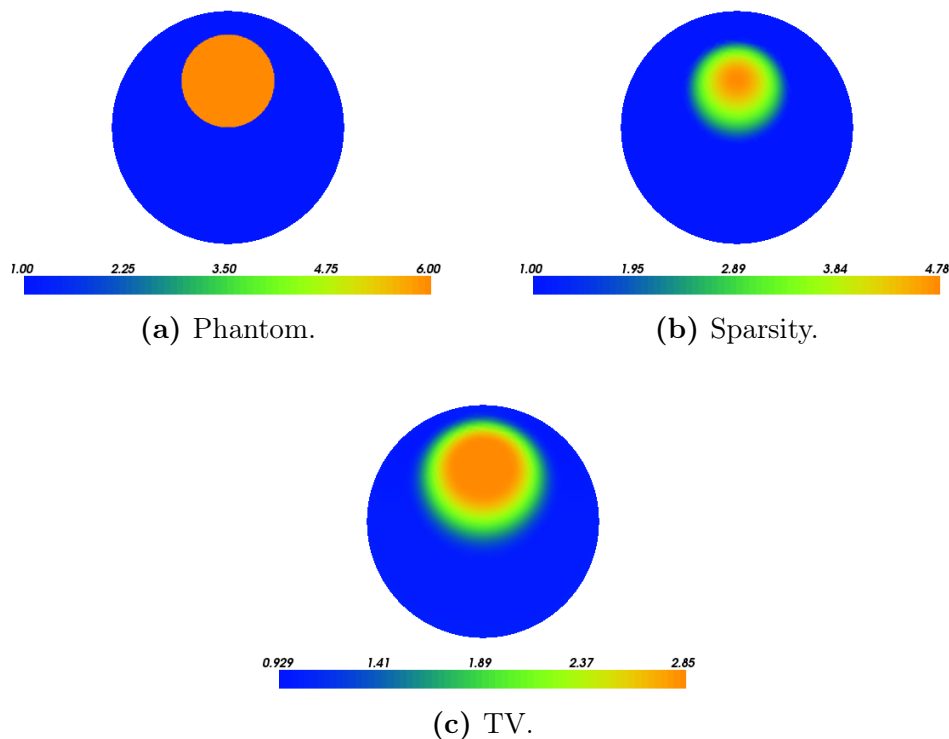 1.00 2.25 3.50 4.75 6.00
(a) Phantom.
1.00 1.95 2.89 3.84 4.78
(b) Sparsity.
0.929 1.41 1.89 2.37 2.85
(c) TV.